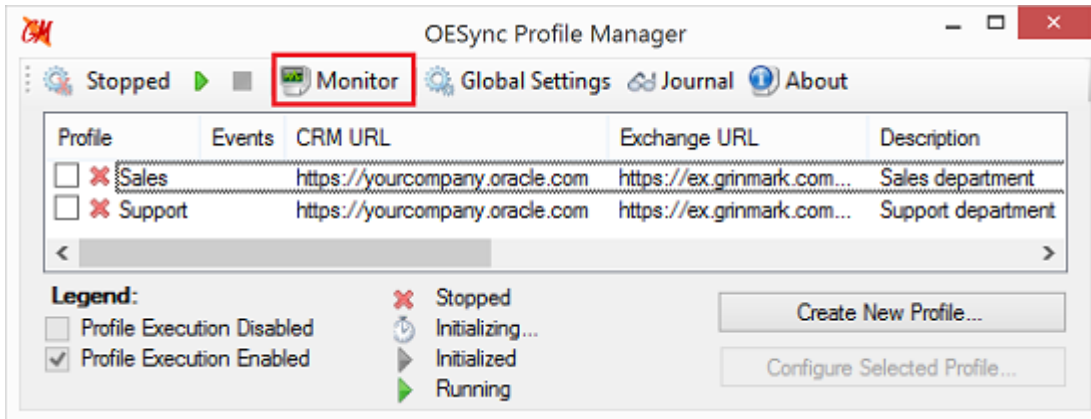 GM
OESync Profile Manager
Stopped Monitor Global Settings Journal About
Profile Events CRM URL Exchange URL Description
Sales https://yourcompany.oracle.com https://ex.grinmark.com... Sales department
Support https://yourcompany.oracle.com https://ex.grinmark.com... Support department
Legend:
Profile Execution Disabled
Profile Execution Enabled
Stopped
Initializing...
Initialized
Running
Create New Profile...
Configure Selected Profile...